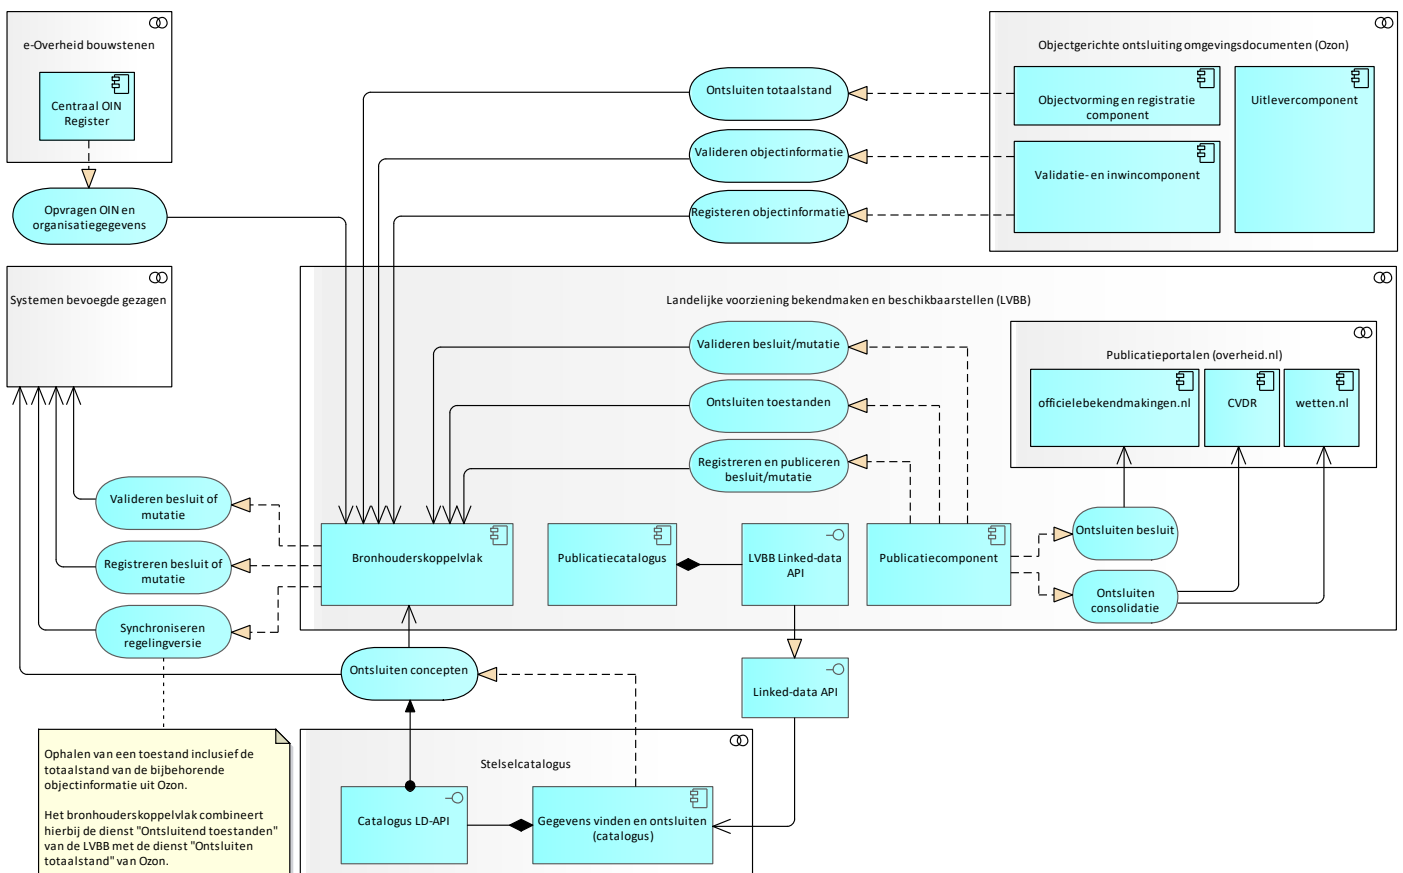 e-Overheid bouwstenen
Centraal OIN
Register
Opvragen OIN en
organisatiegegevens
Ontsluiten totaalstand
Valideren objectinformatie
Registeren objectinformatie
Objectgerichte ontsluiting omgevingsdocumenten (Ozon)
Objectvorming en registratie
component
Validatie- en inwincomponent
Uitlevercomponent
Systemen bevoegde gezagen
Landelijke voorziening bekendmaken en beschikbaarstellen (LVBB)
Valideren besluit/mutatie
Ontsluiten toestanden
Registreren en publiceren
besluit/mutatie
Publicatieportalen (overheid.nl)
officielebekendmakingen.nl
CVDR
wetten.nl
Valideren besluit of
mutatie
Registreren besluit of
mutatie
Synchroniseren
regelingversie
Bronhouderskoppelvlak
Publicatiecatalogus
LVBB Linked-data
API
Publicatiecomponent
Ontsluiten besluit
Ontsluiten
consolidatie
Ontsluiten concepten
Linked-data API
Ophalen van een toestand inclusief de
totaalstand van de bijbehorende
objectinformatie uit Ozon.
Het bronhouderskoppelvlak combineert
hierbij de dienst "Ontsluitend toestanden"
van de LVBB met de dienst "Ontsluiten
totaalstand" van Ozon.
Stelselcatalogus
Catalogus LD-API
Gegevens vinden en ontsluiten
(catalogus)